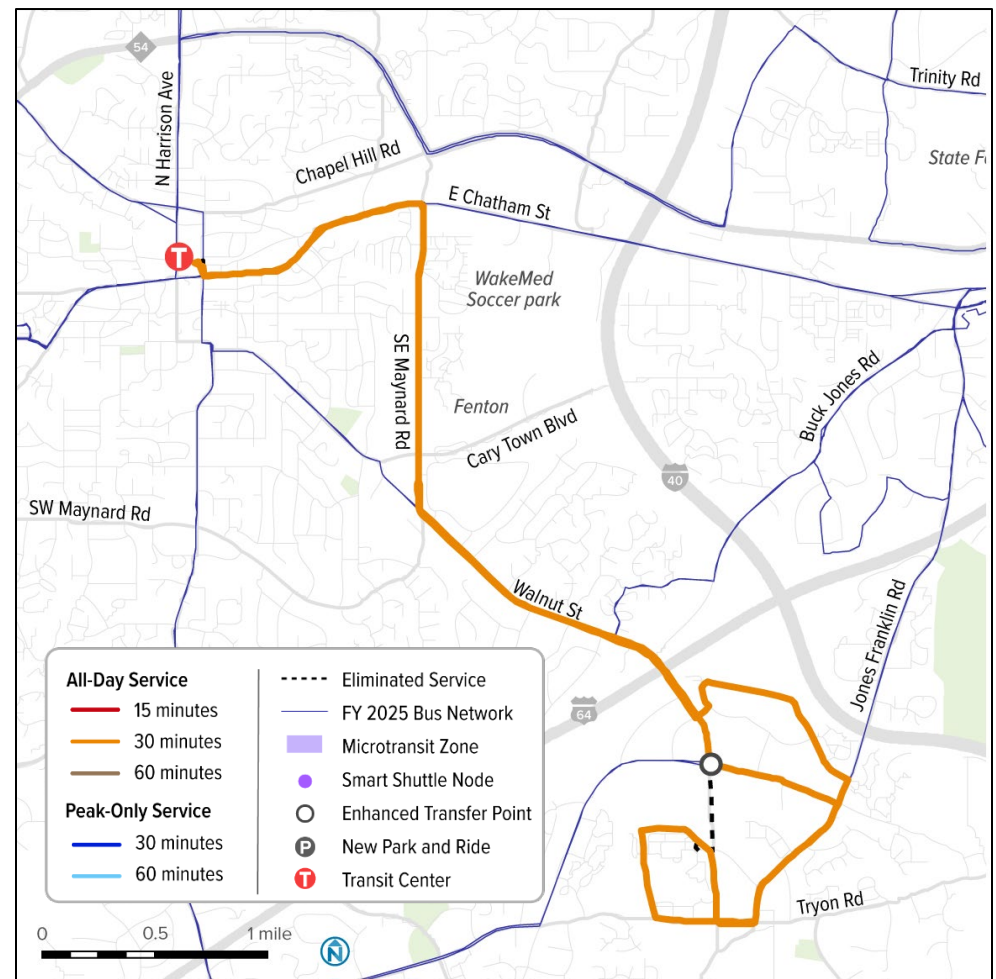 54
N Harrison Ave
Trinity Rd
Chapel Hill Rd
State F
E Chatham St
T
WakeMed
Soccer park
SE Maynard Rd
Buck Jones Rd
Fenton
Cary Town Blvd
40
SW Maynard Rd
Walnut St
Jones Franklin Rd
64
All-Day Service
15 minutes
30 minutes
60 minutes
Peak-Only Service
30 minutes
60 minutes
Eliminated Service
FY 2025 Bus Network
Microtransit Zone
Smart Shuttle Node
Enhanced Transfer Point
P New Park and Ride
T Transit Center
Tryon Rd
0 0.5 1 mile
N